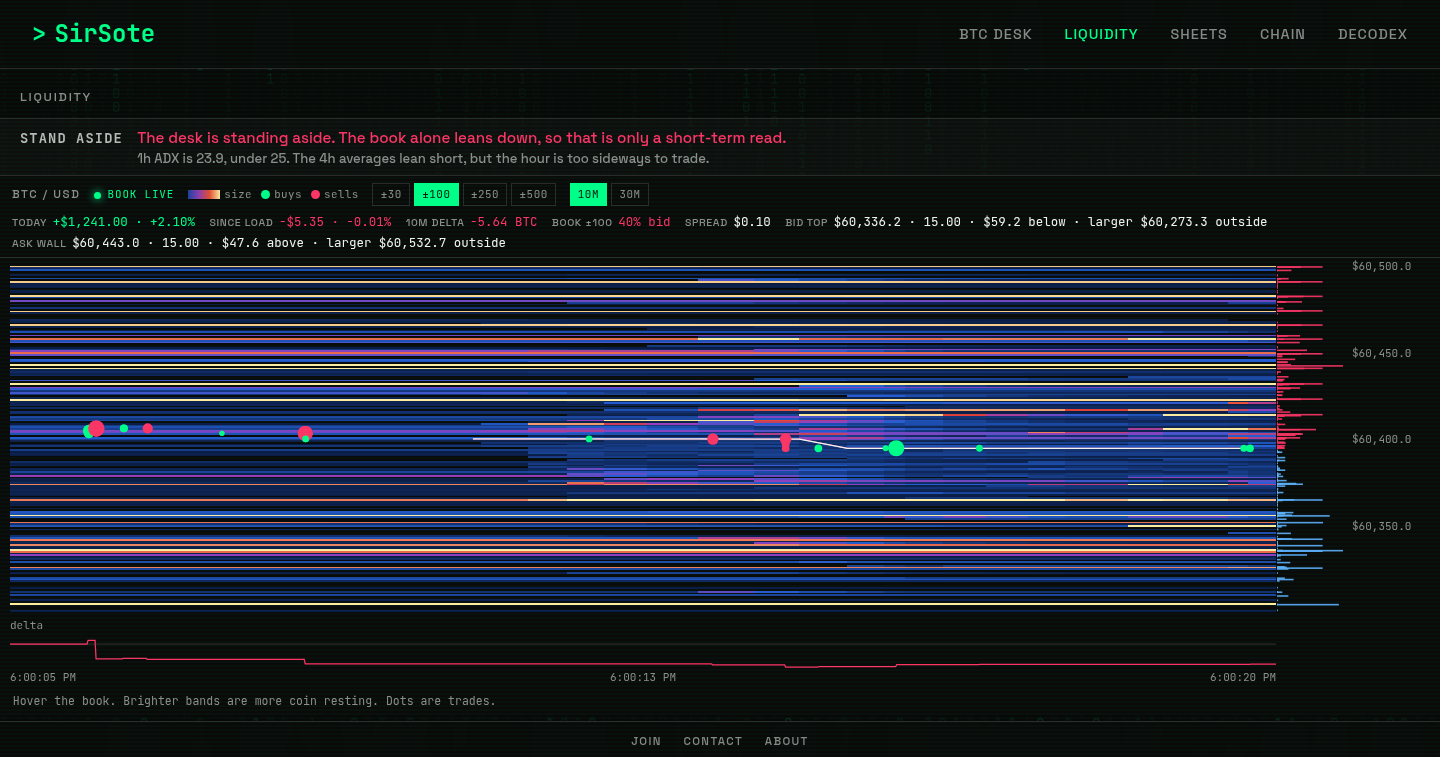 > SirSote
BTC DESK LIQUIDITY SHEETS CHAIN DECODEX
LIQUIDITY
STAND ASIDE The desk is standing aside. The book alone leans down, so that is only a short-term read.
1h ADX is 23.9, under 25. The 4h averages lean short, but the hour is too sideways to trade.
BTC / USD BOOK LIVE size buys sells ±30 ±100 ±250 ±500 10M 30M
TODAY +$1,241.00 · +2.10% SINCE LOAD -$5.35 · -0.01% 10M DELTA -5.64 BTC BOOK ±100 40% bid SPREAD $0.10 BID TOP $60,336.2 · 15.00 · $59.2 below · larger $60,273.3 outside
ASK WALL $60,443.0 · 15.00 · $47.6 above · larger $60,532.7 outside
$60,500.0
$60,450.0
$60,400.0
$60,350.0
delta
6:00:05 PM 6:00:13 PM 6:00:20 PM
Hover the book. Brighter bands are more coin resting. Dots are trades.
JOIN CONTACT ABOUT